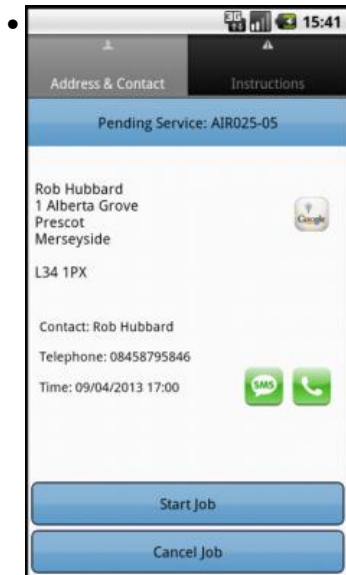 3G 15:41
Address & Contact Instructions
Pending Service: AIR025-05
Rob Hubbard
1 Alberta Grove
Prescot
Merseyside
Google
L34 1PX
Contact: Rob Hubbard
Telephone: 08458795846
Time: 09/04/2013 17:00
SMS
Start Job
Cancel Job